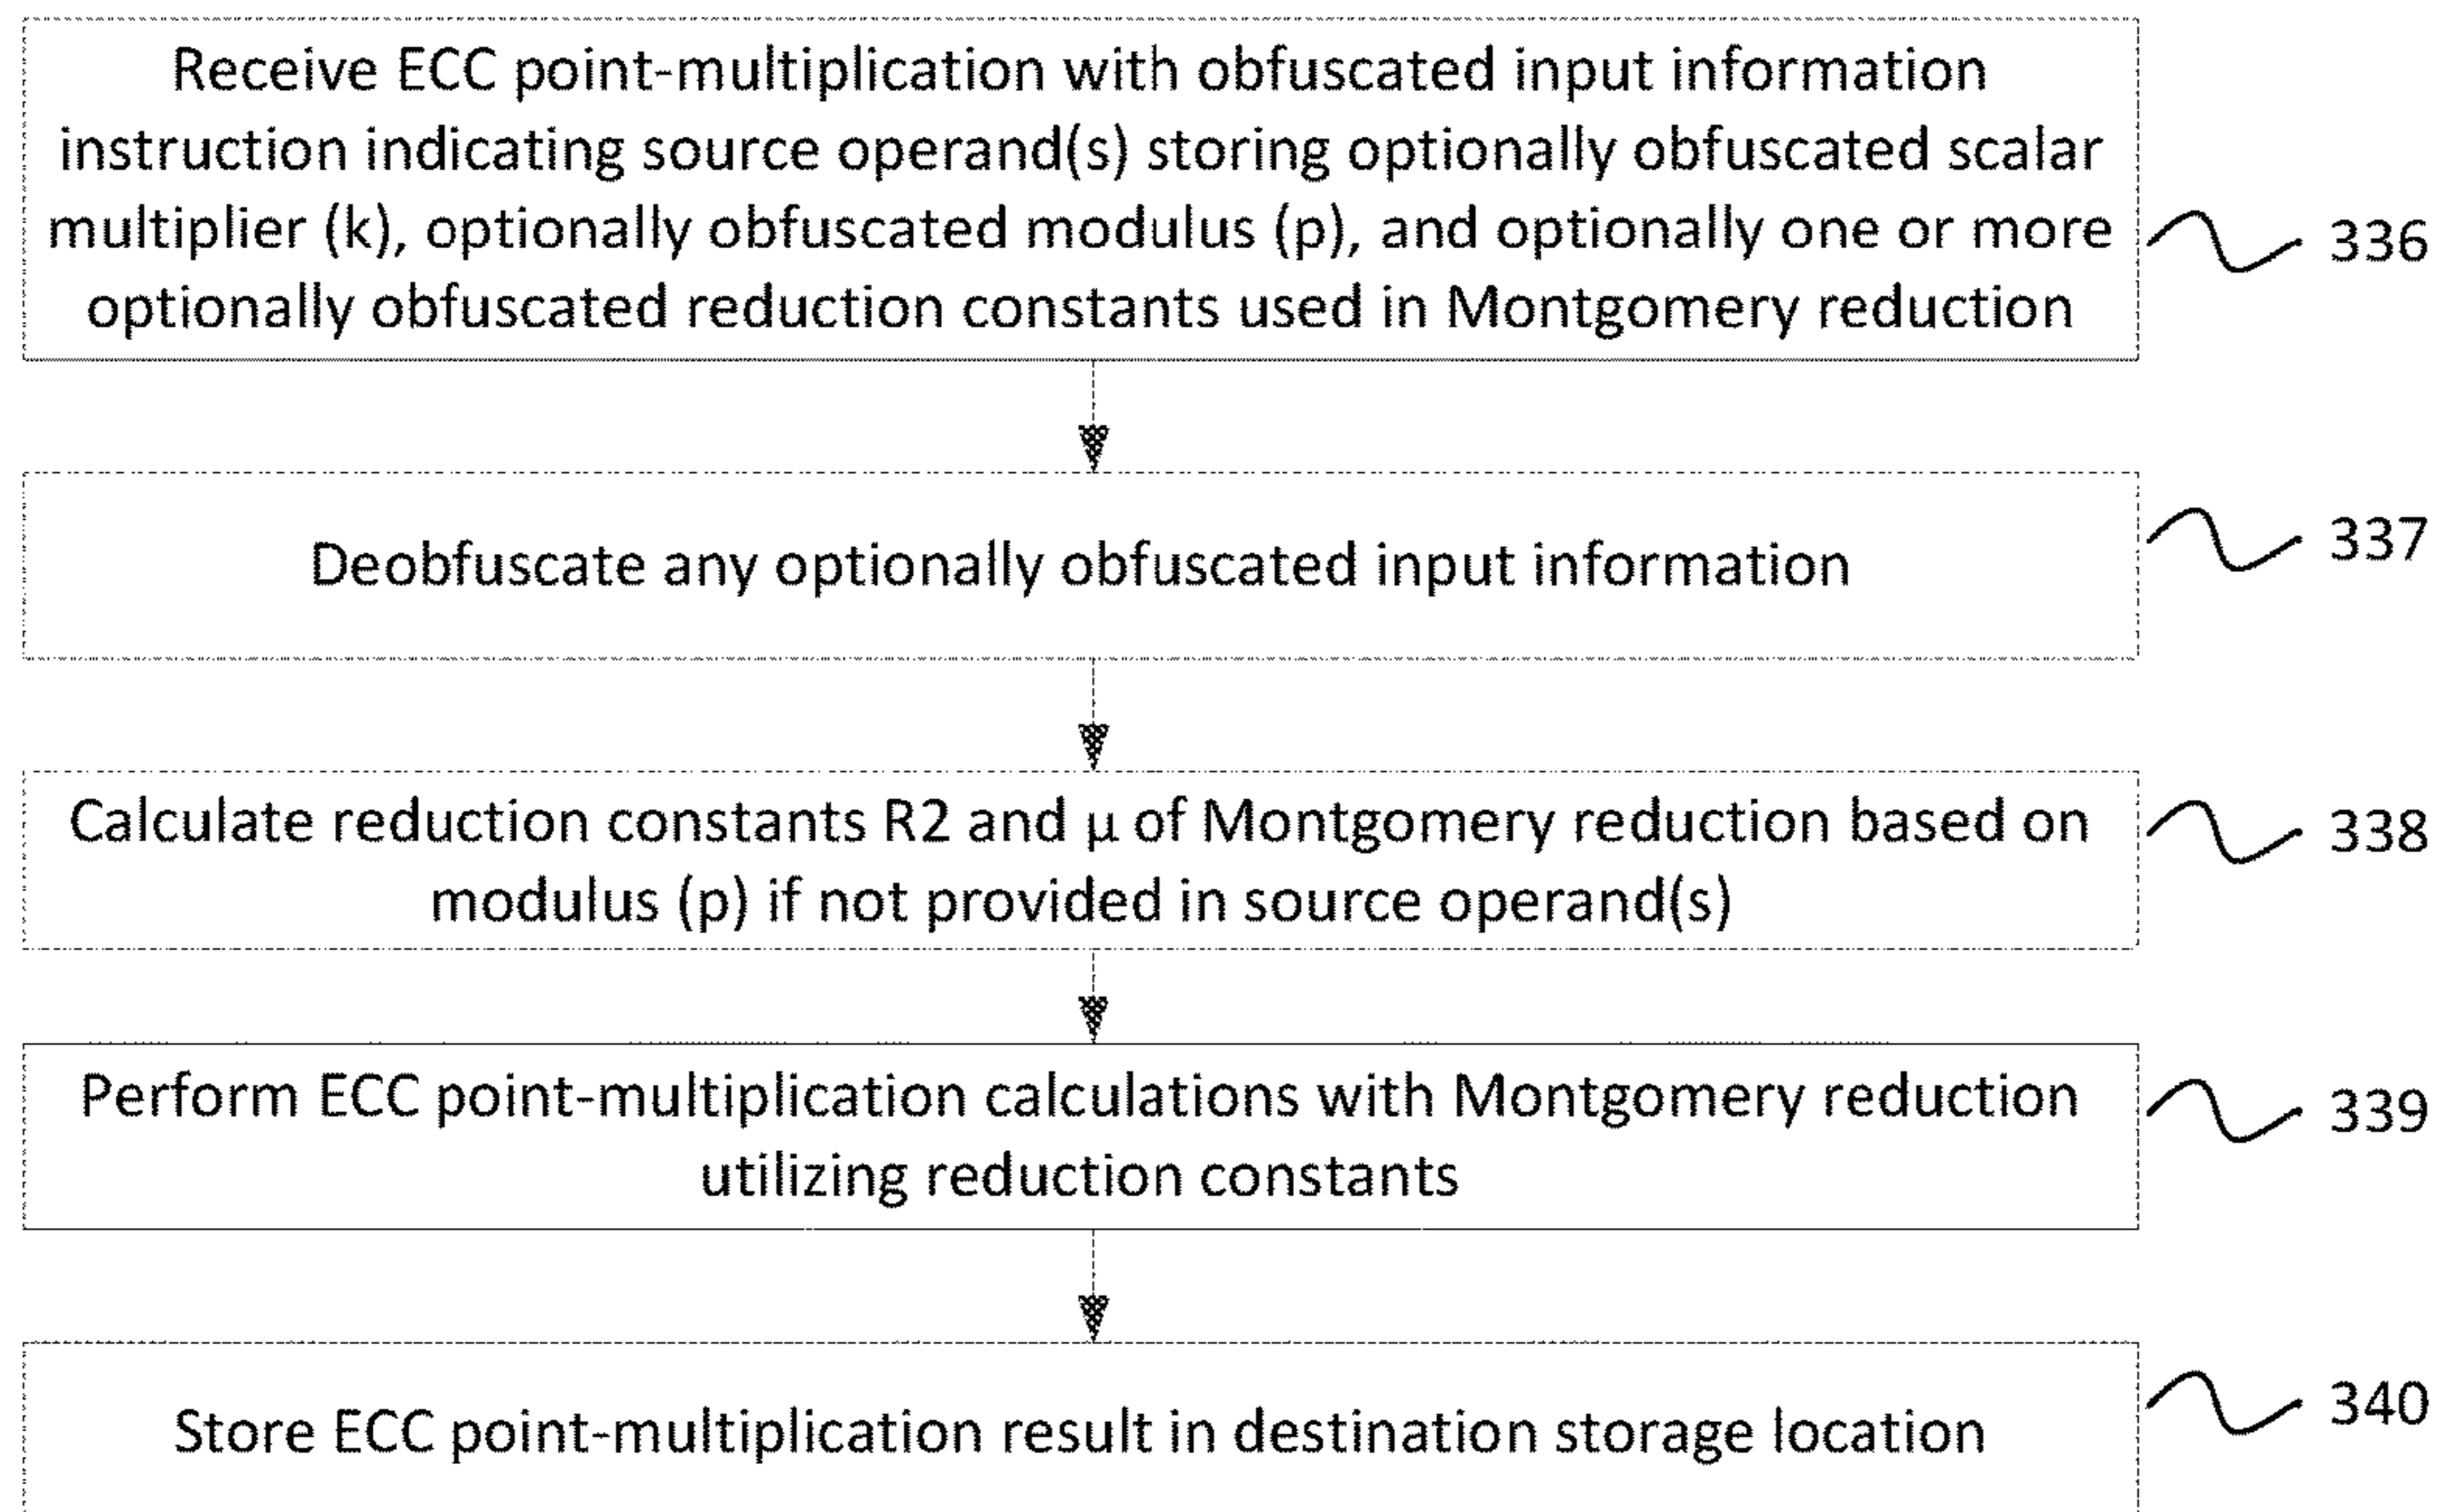 Receive ECC point-multiplication with obfuscated input information
instruction indicating source operand(s) storing optionally obfuscated scalar
multiplier (k), optionally obfuscated modulus (p), and optionally one or more
optionally obfuscated reduction constants used in Montgomery reduction
336
Deobfuscate any optionally obfuscated input information
337
Calculate reduction constants R2 and μ of Montgomery reduction based on
modulus (p) if not provided in source operand(s)
338
Perform ECC point-multiplication calculations with Montgomery reduction
utilizing reduction constants
339
Store ECC point-multiplication result in destination storage location
340